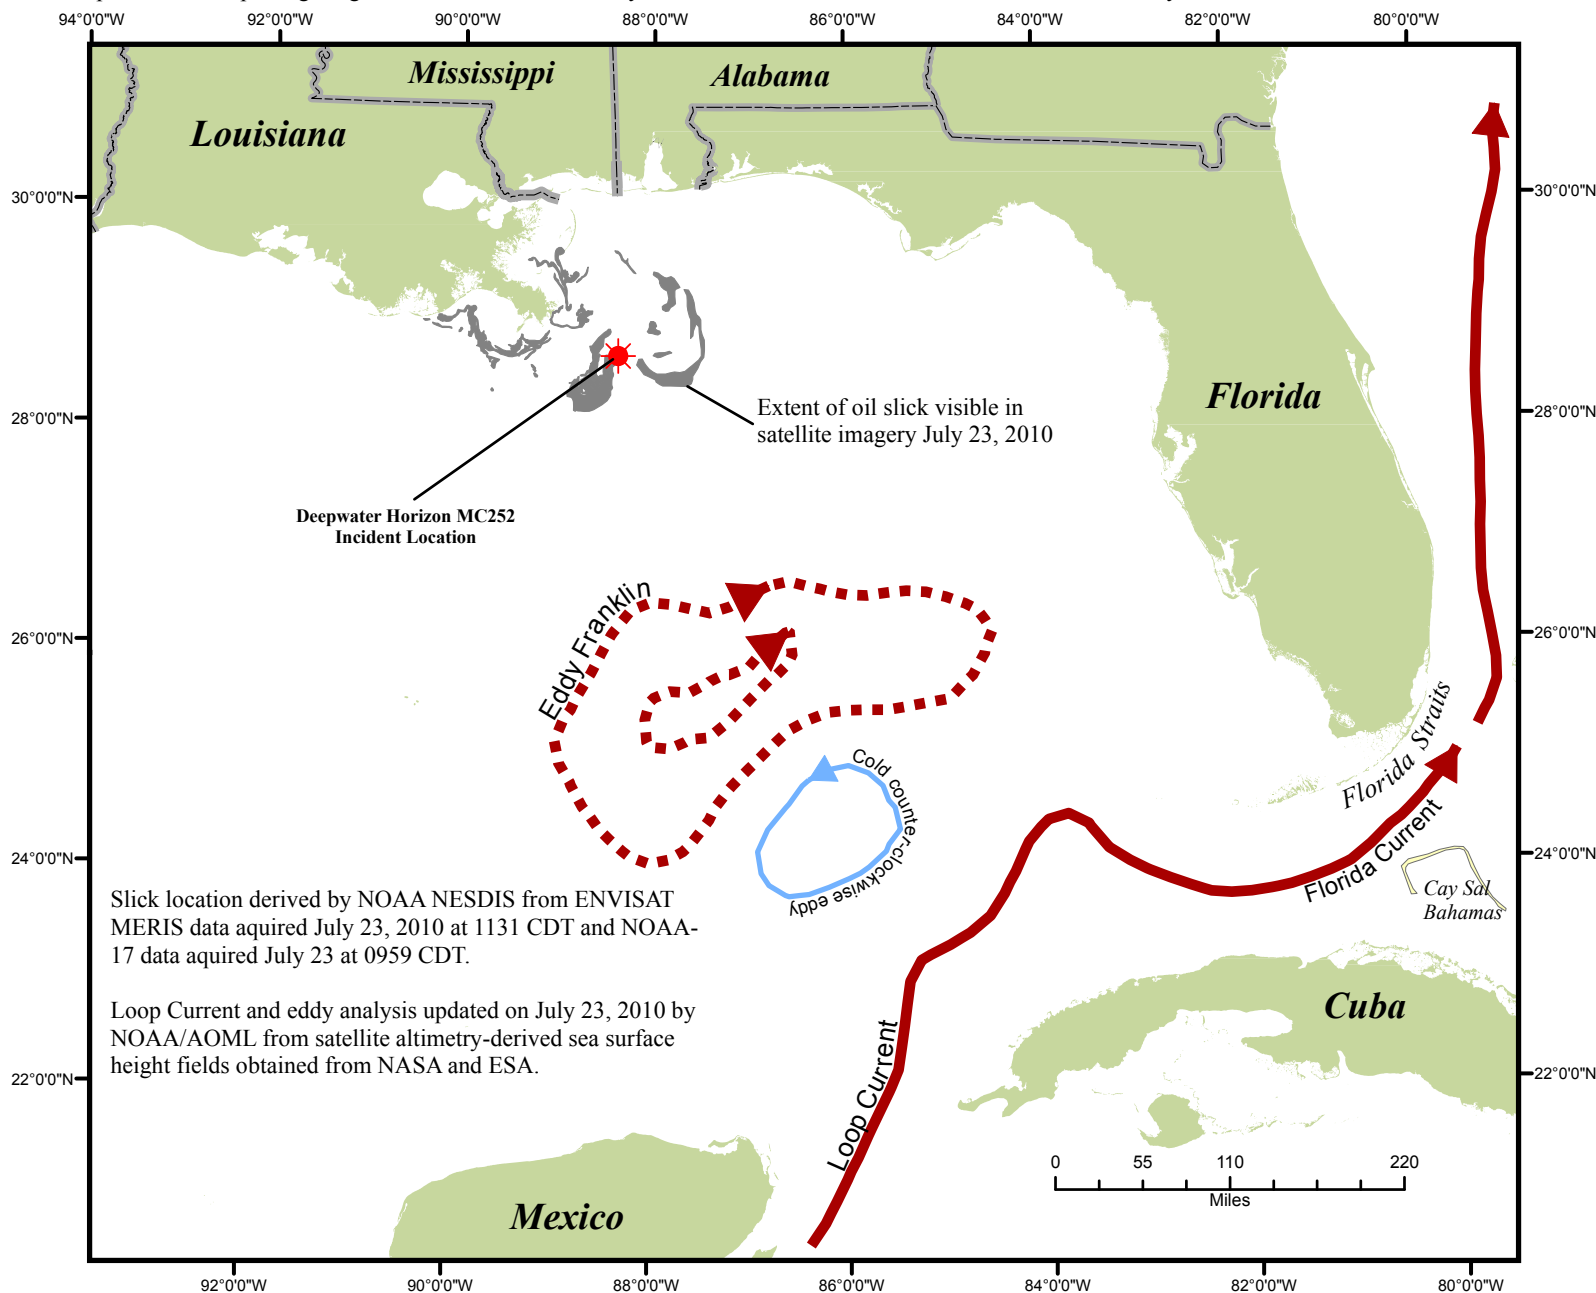 94°0'0"W 92°0'0"W 90°0'0"W 88°0'0"W 86°0'0"W 84°0'0"W 82°0'0"W 80°0'0"W
Mississippi
Alabama
Louisiana
30°0'0"N
30°0'0"N
Florida
28°0'0"N
28°0'0"N
Extent of oil slick visible in
satellite imagery July 23, 2010
Deepwater Horizon MC252
Incident Location
Eddy Franklin
26°0'0"N
26°0'0"N
Florida Straits
Cold counter-clockwise eddy
Florida Current
24°0'0"N
24°0'0"N
Cay Sal
Bahamas
Slick location derived by NOAA NESDIS from ENVISAT
MERIS data aquired July 23, 2010 at 1131 CDT and NOAA-
17 data aquired July 23 at 0959 CDT.
Loop Current and eddy analysis updated on July 23, 2010 by
NOAA/AOML from satellite altimetry-derived sea surface
height fields obtained from NASA and ESA.
Cuba
Loop Current
22°0'0"N
22°0'0"N
0 55 110 220
Miles
Mexico
92°0'0"W 90°0'0"W 88°0'0"W 86°0'0"W 84°0'0"W 82°0'0"W 80°0'0"W